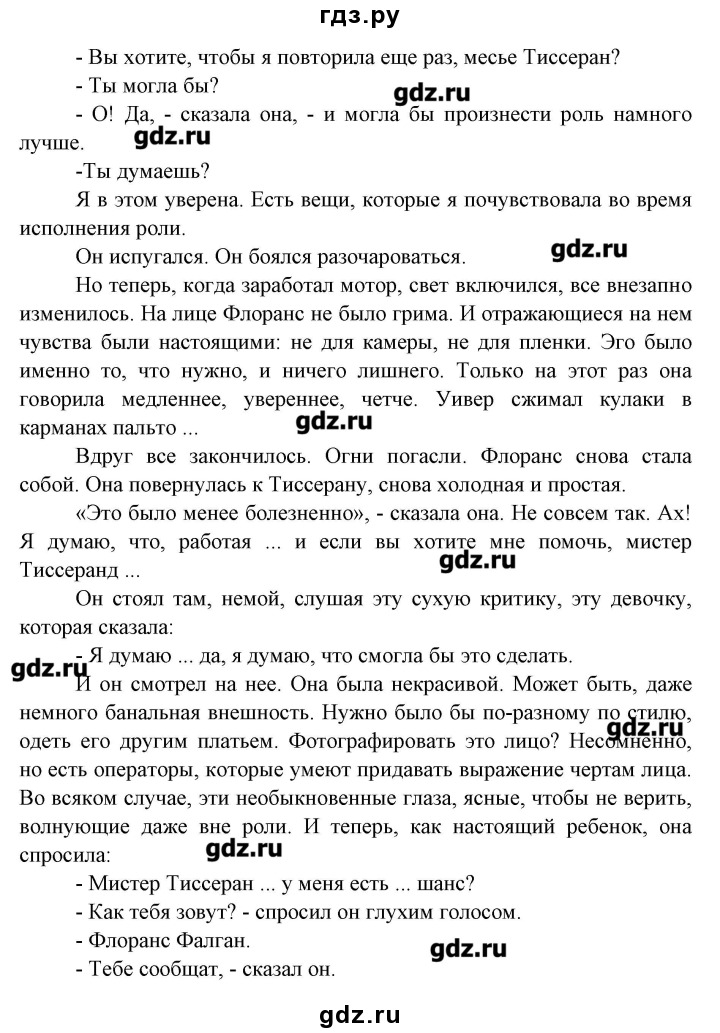 гдз.ру
- Вы хотите, чтобы я повторила еще раз, месье Тиссеран?
- Ты могла бы?
gdz.ru
- О! Да, - сказала она, - и могла бы произнести роль намного
лучше.
gdz.ru
-Ты думаешь?
Я в этом уверена. Есть вещи, которые я почувствовала во время
исполнения роли.
gdz.ru
Он испугался. Он боялся разочароваться.
Но теперь, когда заработал мотор, свет включился, все внезапно
изменилось. На лице Флоранс не было грима. И отражающиеся на нем
чувства были настоящими: не для камеры, не для пленки. Эго было
именно то, что нужно, и ничего лишнего. Только на этот раз она
говорила медленнее, увереннее, четче. Уивер сжимал кулаки в
карманах пальто ...
gdz.ru
Вдруг все закончилось. Огни погасли. Флоранс снова стала
собой. Она повернулась к Тиссерану, снова холодная и простая.
«Это было менее болезненно», - сказала она. Не совсем так. Ах!
Я думаю, что, работая ... и если вы хотите мне помочь, мистер
gdz.ru
Тиссеранд ...
Он стоял там, немой, слушая эту сухую критику, эту девочку,
которая сказала:
- Я думаю ... да, я думаю, что смогла бы это сделать.
gdz.ru
И он смотрел на нее. Она была некрасивой. Может быть, даже
немного банальная внешность. Нужно было бы по-разному по стилю,
gdz.ru
одеть его другим платьем. Фотографировать это лицо? Несомненно,
но есть операторы, которые умеют придавать выражение чертам лица.
Во всяком случае, эти необыкновенные глаза, ясные, чтобы не верить,
волнующие даже вне роли. И теперь, как настоящий ребенок, она
gdz.ru
спросила:
- Мистер Тиссеран ... у меня есть ... шанс?
- Как тебя зовут? - спросил он глухим голосом.
- Флоранс Фалган.
gdz.ru
- Тебе сообщат, - сказал он.
gdz.ru